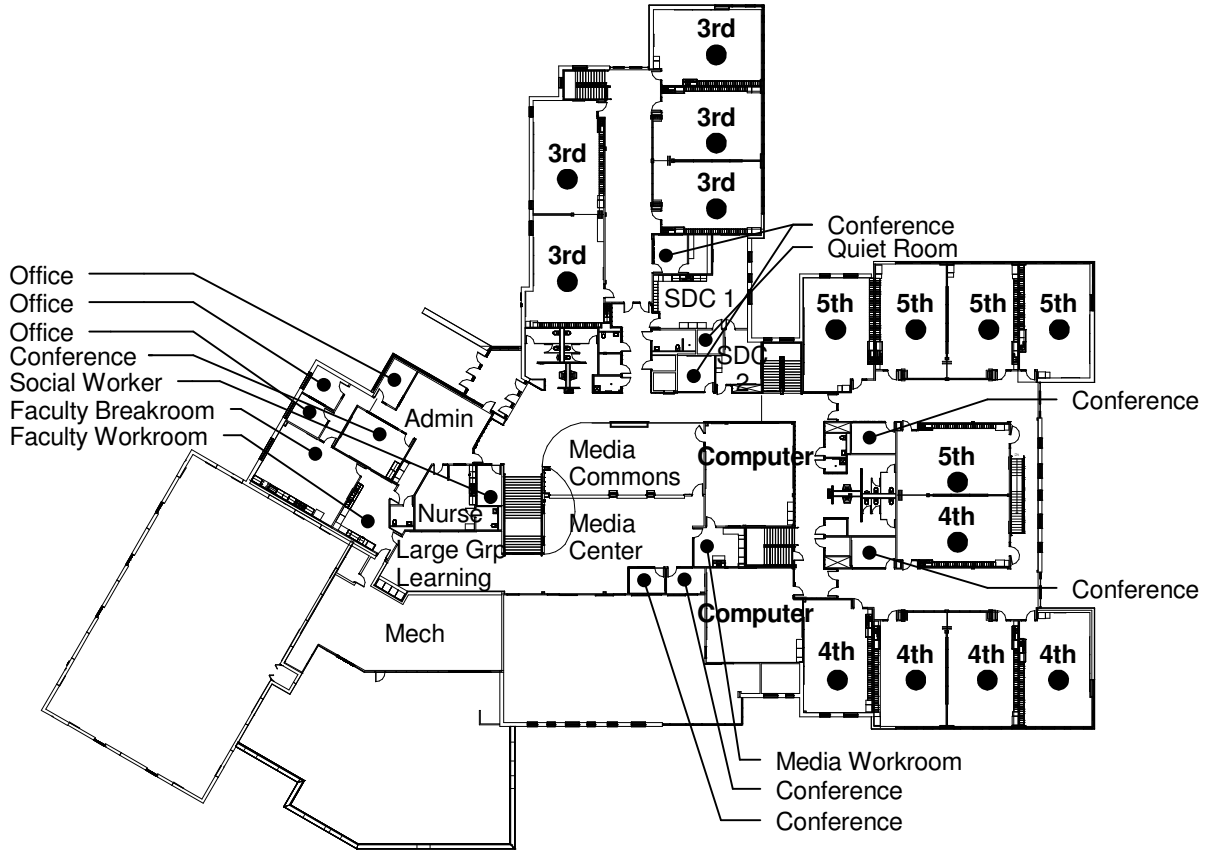 3rd
3rd
3rd
3rd
3rd
Conference
Quiet Room
Office
Office
Office
Conference
Social Worker
Faculty Breakroom
Faculty Workroom
SDC 1
SDC
2
5th
5th
5th
5th
Admin
Conference
Media
Commons
Computer
5th
4th
Nurse
Media
Center
Large Grp
Learning
Conference
Mech
Computer
4th
4th
4th
4th
Media Workroom
Conference
Conference